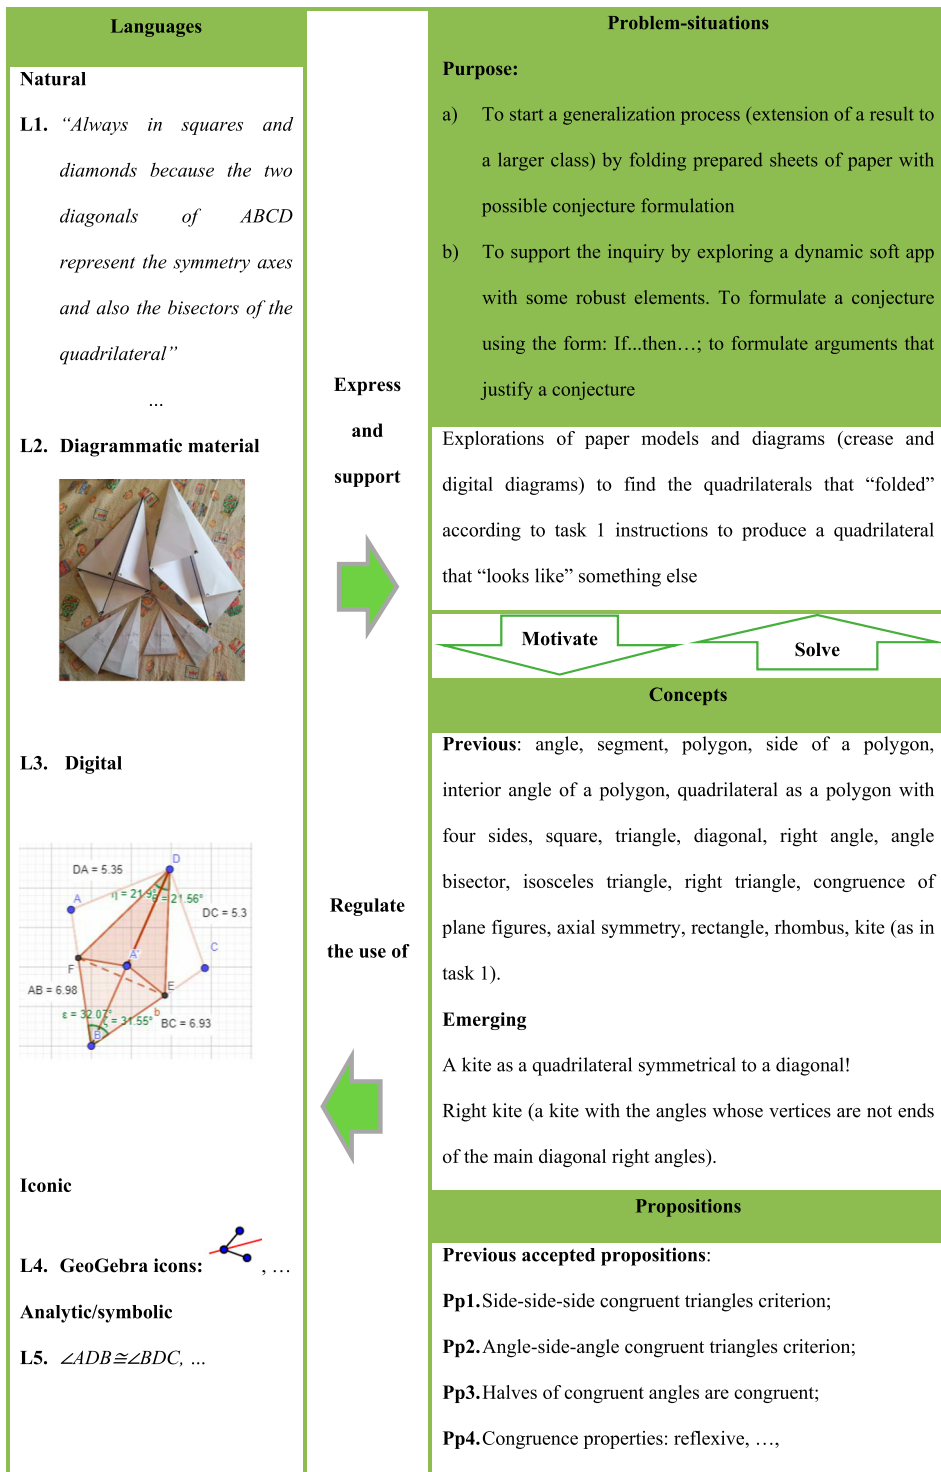 Languages
Natural
L1. “Always in squares and
diamonds because the two
diagonals of ABCD
represent the symmetry axes
and also the bisectors of the
quadrilateral”
...
L2. Diagrammatic material
L3. Digital
D
DA = 5.35
η = 21.9
= 21.56°
A
DC = 5.3
C
A'
F
E
AB = 6.98
b
ε = 32.07°
= 31.55°
BC = 6.93
B
Iconic
L4. GeoGebra icons: , …
Analytic/symbolic
L5. ∠ADB≅∠BDC, ...
Express
and
support
Regulate
the use of
Problem-situations
Purpose:
a) To start a generalization process (extension of a result to
a larger class) by folding prepared sheets of paper with
possible conjecture formulation
b) To support the inquiry by exploring a dynamic soft app
with some robust elements. To formulate a conjecture
using the form: If...then…; to formulate arguments that
justify a conjecture
Explorations of paper models and diagrams (crease and
digital diagrams) to find the quadrilaterals that “folded”
according to task 1 instructions to produce a quadrilateral
that “looks like” something else
Motivate
Solve
Concepts
Previous: angle, segment, polygon, side of a polygon,
interior angle of a polygon, quadrilateral as a polygon with
four sides, square, triangle, diagonal, right angle, angle
bisector, isosceles triangle, right triangle, congruence of
plane figures, axial symmetry, rectangle, rhombus, kite (as in
task 1).
Emerging
A kite as a quadrilateral symmetrical to a diagonal!
Right kite (a kite with the angles whose vertices are not ends
of the main diagonal right angles).
Propositions
Previous accepted propositions:
Pp1. Side-side-side congruent triangles criterion;
Pp2. Angle-side-angle congruent triangles criterion;
Pp3. Halves of congruent angles are congruent;
Pp4. Congruence properties: reflexive, …,